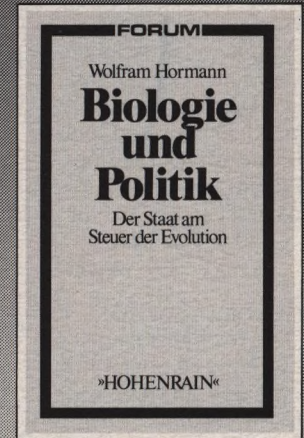 FORUM
Wolfram Hormann
Biologie
und
Politik
Der Staat am
Steuer der Evolution
»HOHENRAIN«